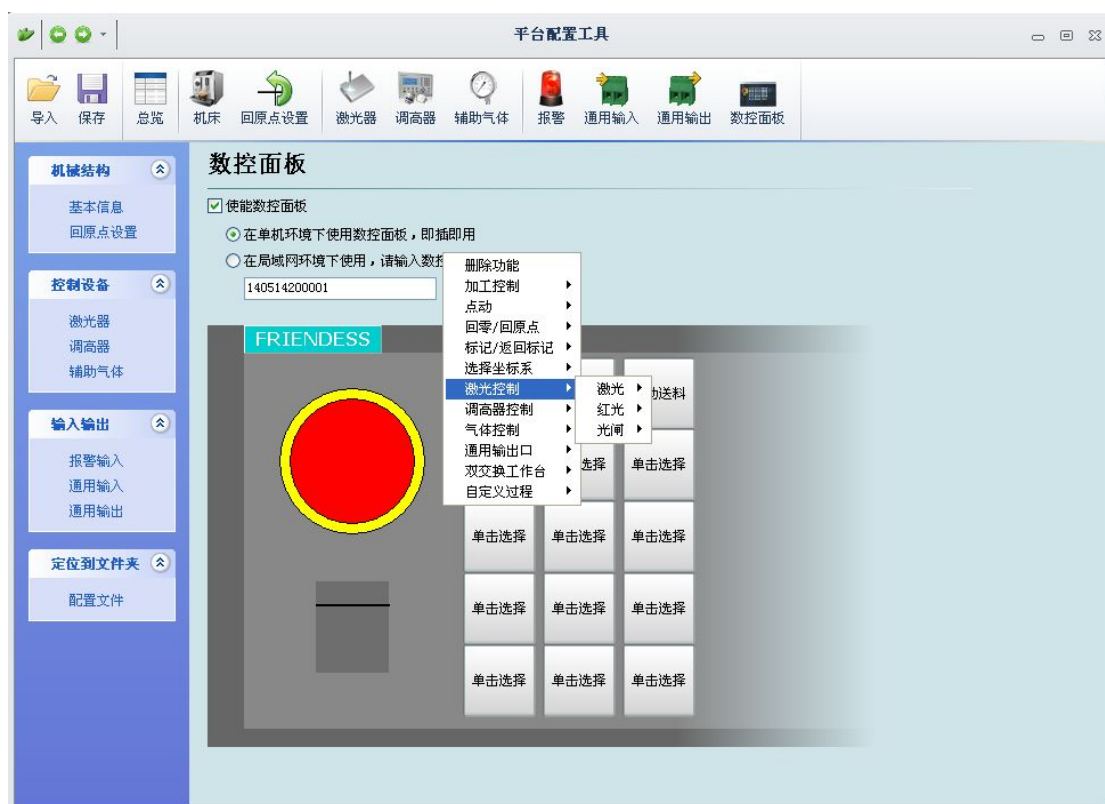 平台配置工具
导入 保存 总览 机床 回原点设置 激光器 调高器 辅助气体 报警 通用输入 通用输出 数控面板
机械结构
基本信息
回原点设置
控制设备
激光器
调高器
辅助气体
输入输出
报警输入
通用输入
通用输出
定位到文件夹
配置文件
数控面板
使能数控面板
在单机环境下使用数控面板，即插即用
在局域网环境下使用，请输入数控
140514200001
FRIENDESS
删除功能
加工控制
点动
回零/回原点
标记/返回标记
选择坐标系
激光控制
调高器控制
气体控制
通用输出口
双交换工作台
自定义过程
激光
红光
光闸
送料
选择 单击选择
单击选择 单击选择 单击选择
单击选择 单击选择 单击选择
单击选择 单击选择 单击选择